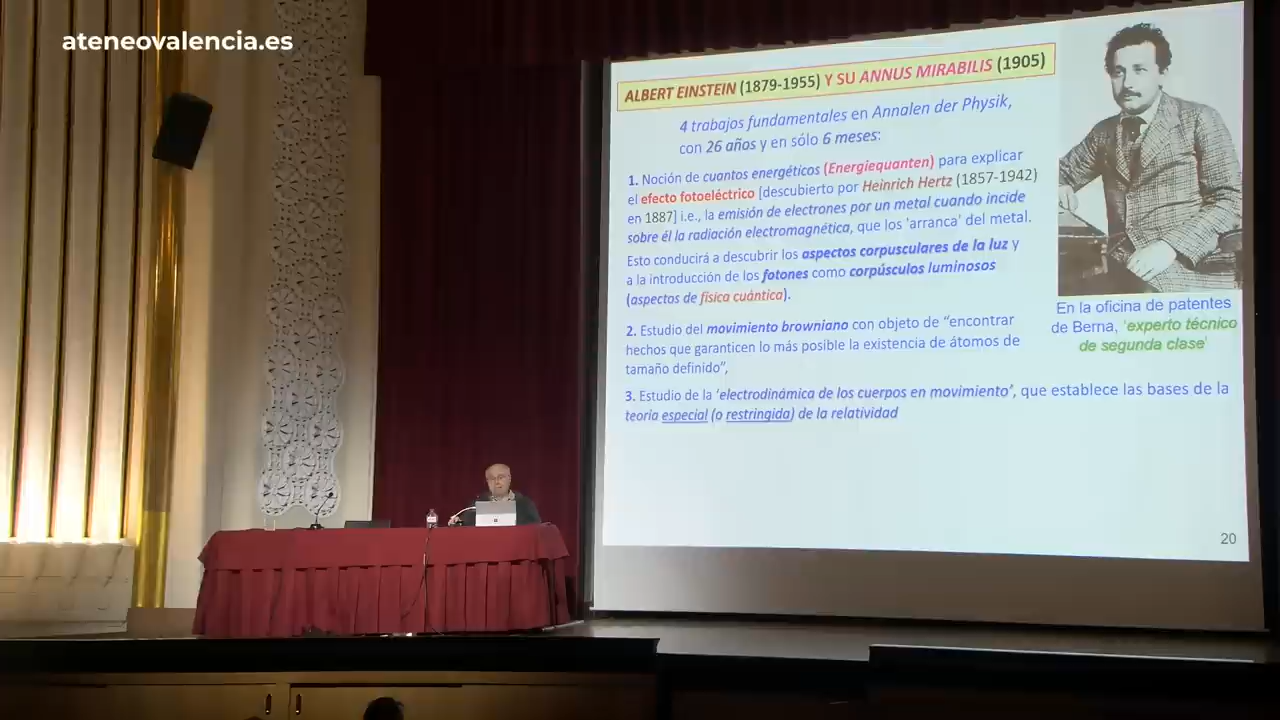 ateneovalencia.es
ALBERT EINSTEIN (1879-1955) Y SU ANNUS MIRABILIS (1905)
4 trabajos fundamentales en Annalen der Physik,
con 26 años y en sólo 6 meses:
1. Noción de cuantos energéticos (Energiequanten) para explicar
el efecto fotoeléctrico [descubierto por Heinrich Hertz (1857-1942)
en 1887] i.e., la emisión de electrones por un metal cuando incide
sobre él la radiación electromagnética, que los 'arranca' del metal.
Esto conducirá a descubrir los aspectos corpusculares de la luz y
a la introducción de los fotones como corpúsculos luminosos
(aspectos de física cuántica).
2. Estudio del movimiento browniano con objeto de “encontrar
hechos que garanticen lo más posible la existencia de átomos de
tamaño definido”,
3. Estudio de la 'electrodinámica de los cuerpos en movimiento', que establece las bases de la
teoría especial (o restringida) de la relatividad
En la oficina de patentes
de Berna, 'experto técnico
de segunda clase'
20